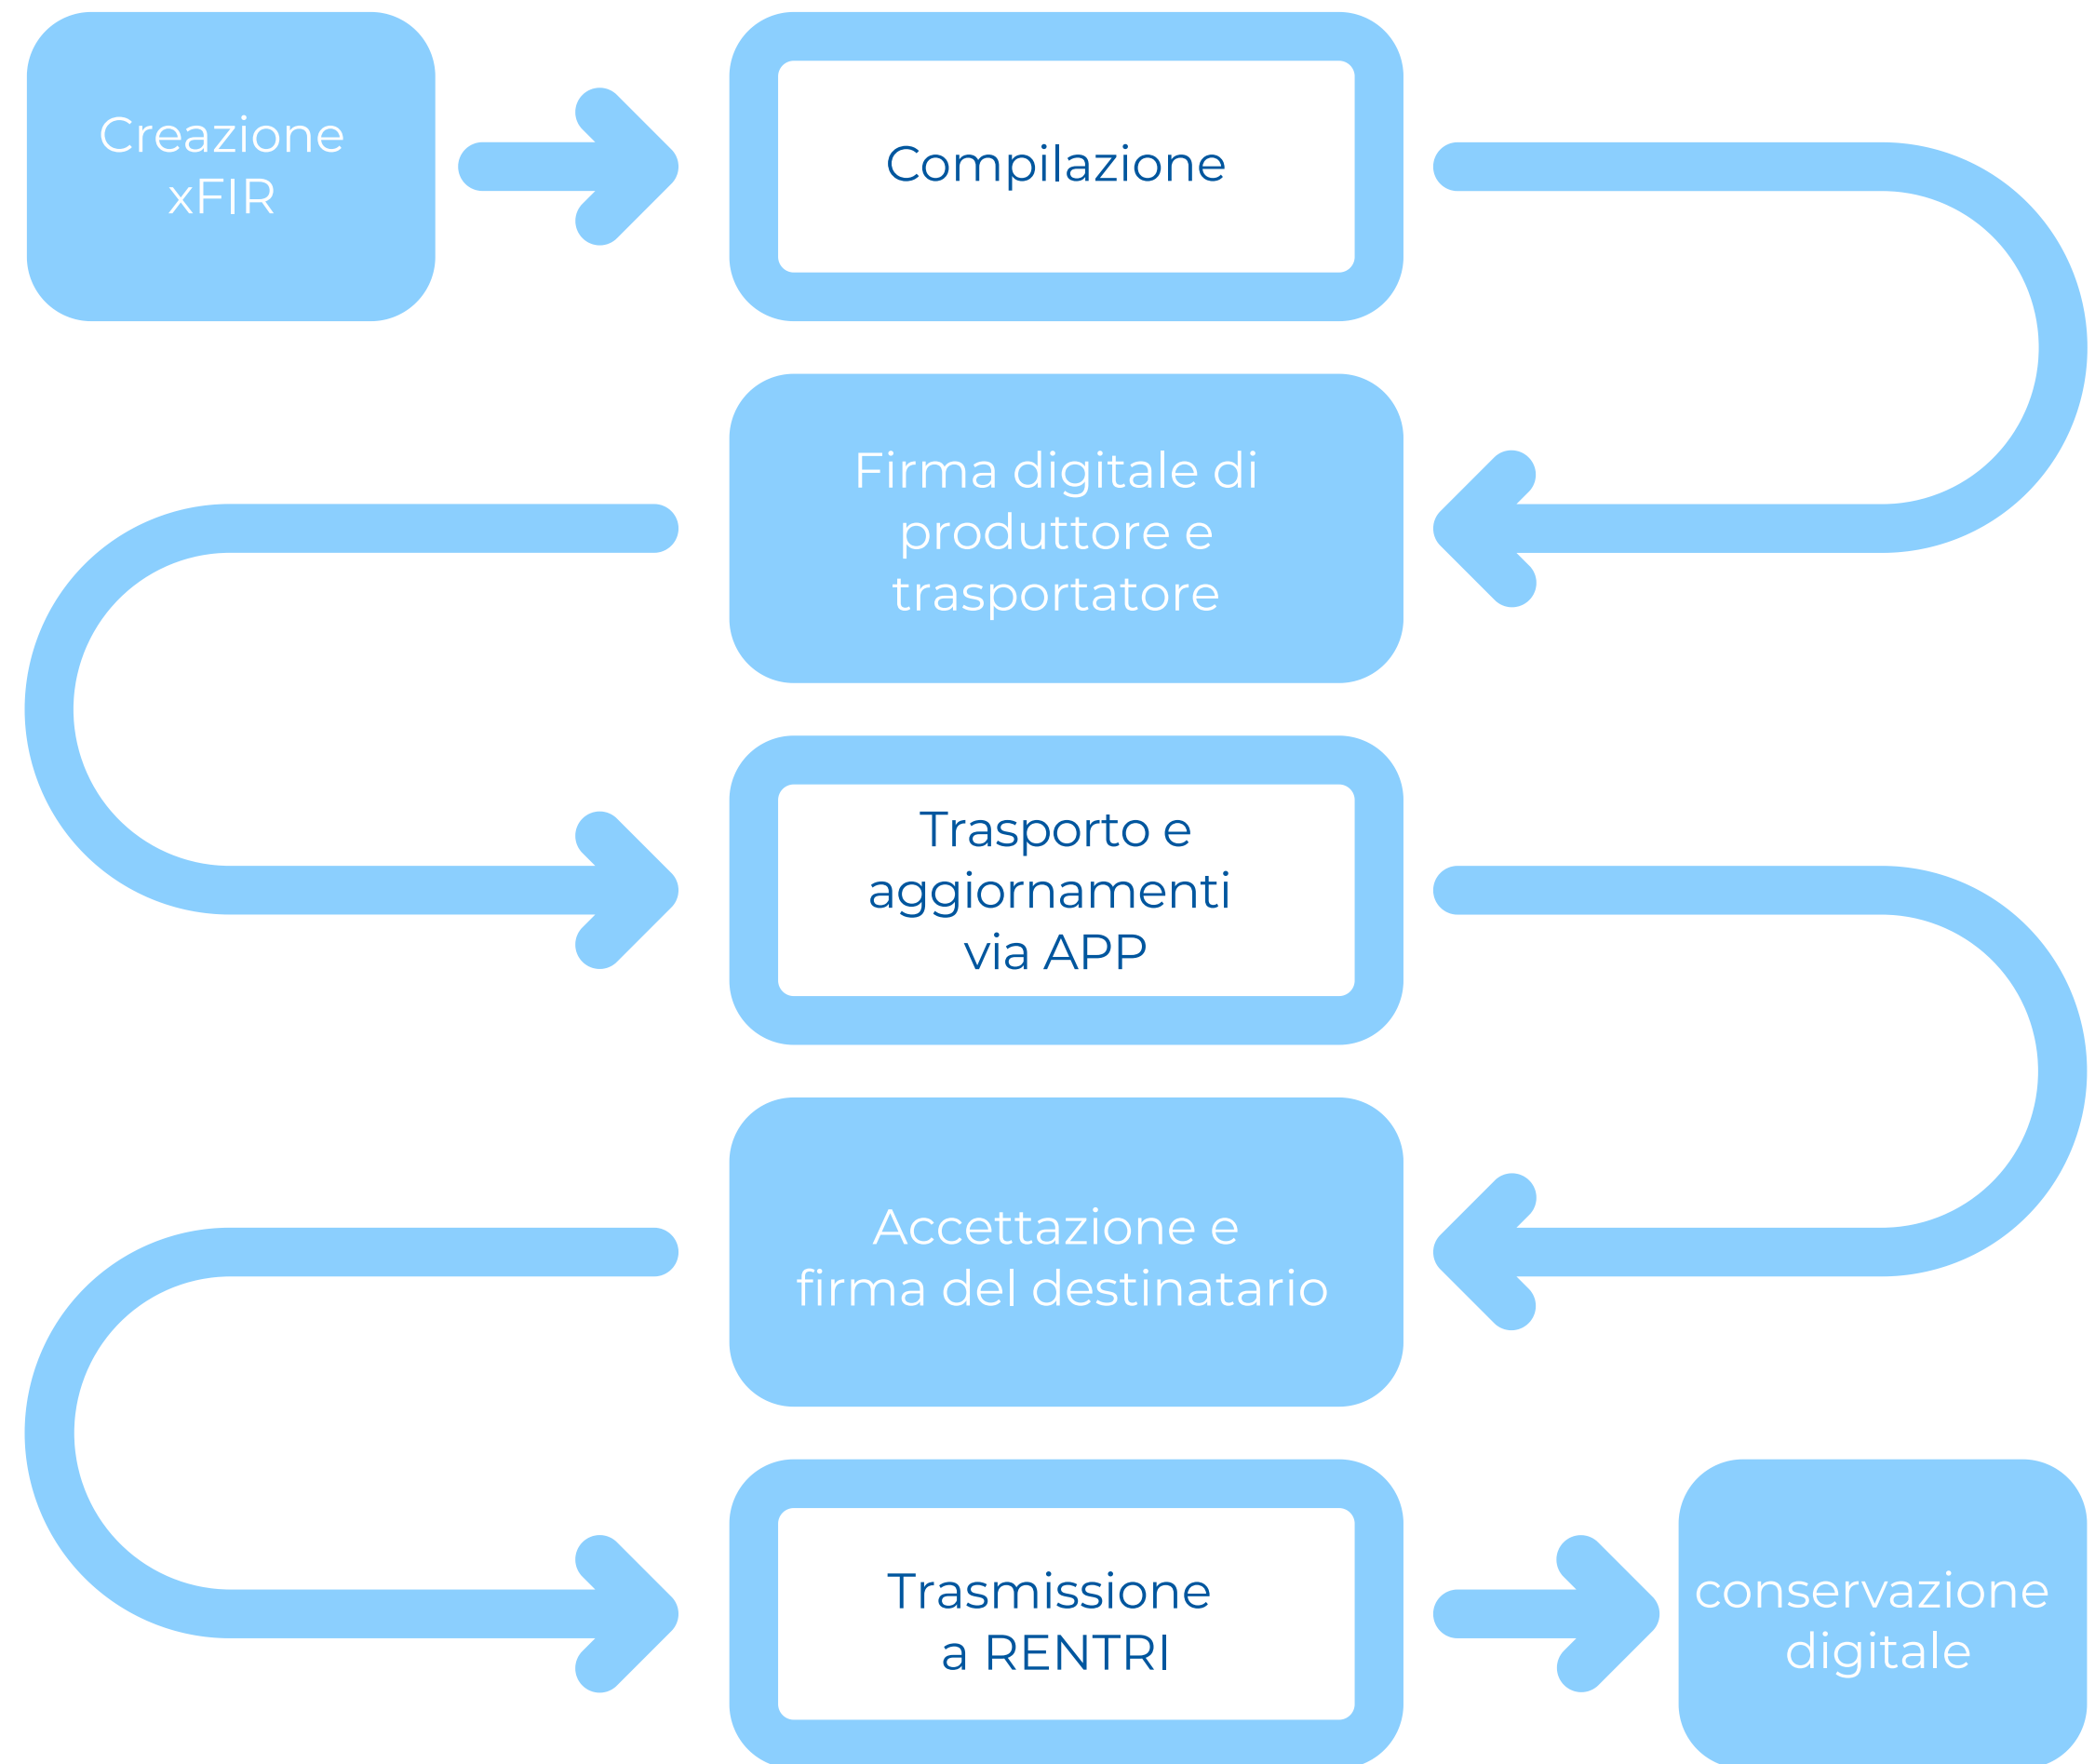 Creazione
xFIR
Compilazione
Firma digitale di
produttore e
trasportatore
Trasporto e
aggiornamenti
via APP
Accettazione e
firma del destinatario
Trasmissione
a RENTRI
conservazione
digitale